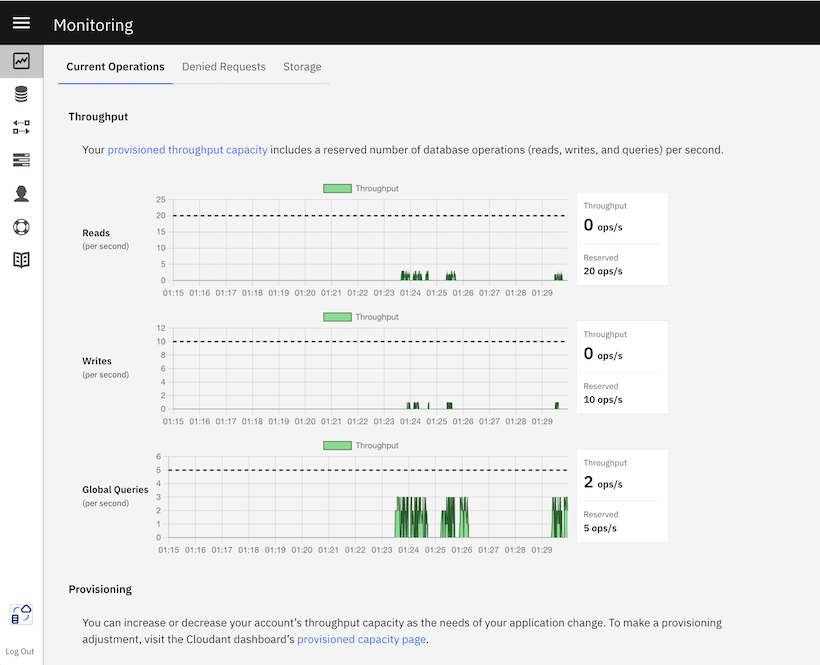 Monitoring
Current Operations Denied Requests Storage
Throughput
Your provisioned throughput capacity includes a reserved number of database operations (reads, writes, and queries) per second.
Throughput
25
20
15
10
5
0
Reads
(per second)
01:15 01:16 01:17 01:18 01:19 01:20 01:21 01:22 01:23 01:24 01:25 01:26 01:27 01:28 01:29
Throughput
0 ops/s
Reserved
20 ops/s
Throughput
12
10
8
6
4
2
0
Writes
(per second)
01:15 01:16 01:17 01:18 01:19 01:20 01:21 01:22 01:23 01:24 01:25 01:26 01:27 01:28 01:29
Throughput
0 ops/s
Reserved
10 ops/s
Throughput
6
5
4
3
2
1
0
Global Queries
(per second)
01:15 01:16 01:17 01:18 01:19 01:20 01:21 01:22 01:23 01:24 01:25 01:26 01:27 01:28 01:29
Throughput
2 ops/s
Reserved
5 ops/s
Provisioning
You can increase or decrease your account’s throughput capacity as the needs of your application change. To make a provisioning
adjustment, visit the Cloudant dashboard’s provisioned capacity page.
Log Out